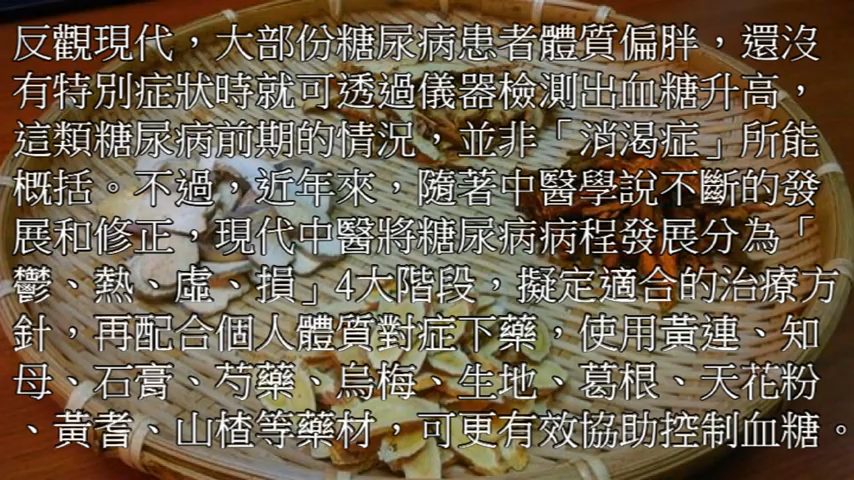 反觀現代，大部份糖尿病患者體質偏胖，還沒
有特別症狀時就可透過儀器檢測出血糖升高，
這類糖尿病前期的情況，並非「消渴症」所能
概括。不過，近年來，隨著中醫學說不斷的發
展和修正，現代中醫將糖尿病病程發展分為「
鬱、熱、虛、損」4大階段，擬定適合的治療方
針，再配合個人體質對症下藥，使用黃連、知
母、石膏、芍藥、烏梅、生地、葛根、天花粉
、黃耆、山楂等藥材，可更有效協助控制血糖。